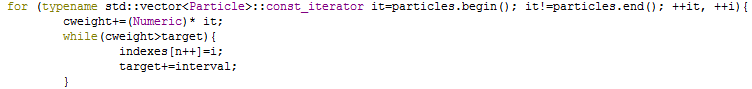 for (typename std::vector<Particle>::const_iterator it=particles.begin(); it!=particles.end(); ++it, ++i){
cweight+=(Numeric)* it;
while(cweight>target){
indexes[n++]=i;
target+=interval;
}